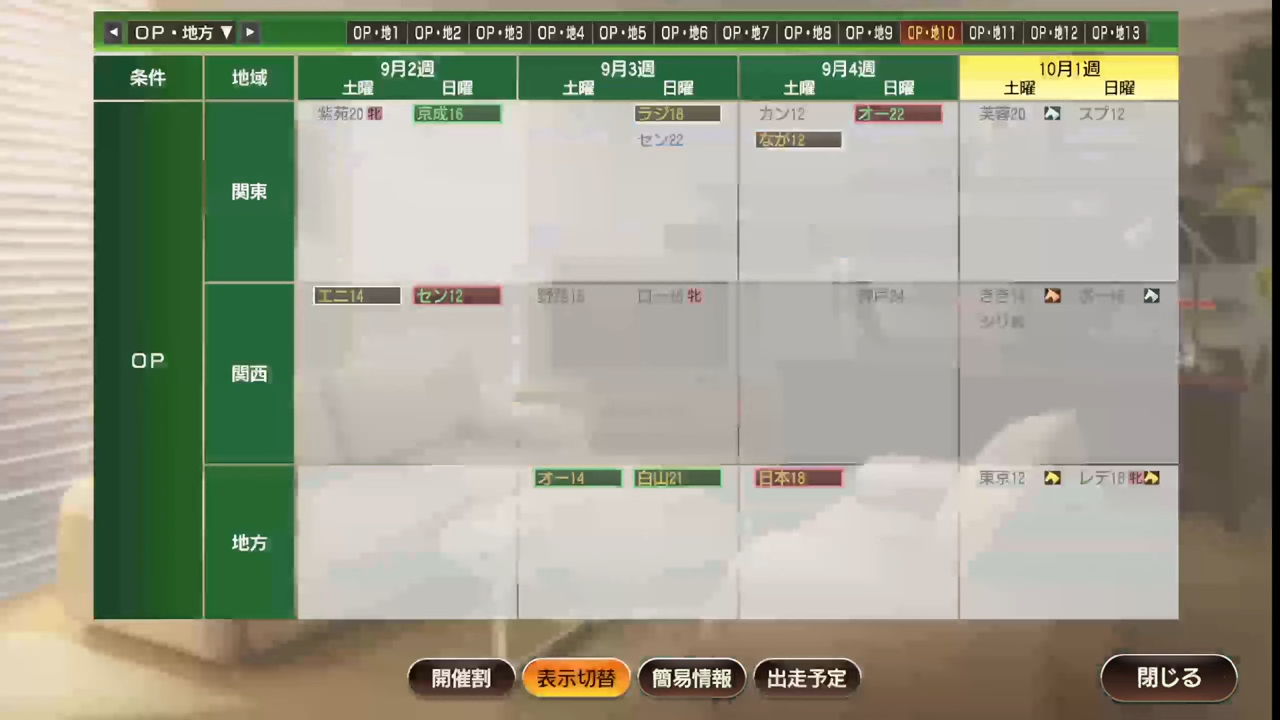 ◀ OP・地方▼ ▶ OP・地1 OP・地2 OP・地3 OP・地4 OP・地5 OP・地6 OP・地7 OP・地8 OP・地9 OP・地10 OP・地11 OP・地12 OP・地13
条件 地域 9月2週 9月3週 9月4週 10月1週
土曜 日曜 土曜 日曜 土曜 日曜 土曜 日曜
OP
関東
紫苑20 牝 京成16 ラジ18 カン12 オー22 芙蓉20 スプ12
セン22 なが12
関西
エニ14 セン12 野路16 ロー16 牝 神戸24 ききょう
シリ
地方
オー14 白山21 日本18 東京12 レデ18 牝
開催割 表示切替 簡易情報 出走予定 閉じる